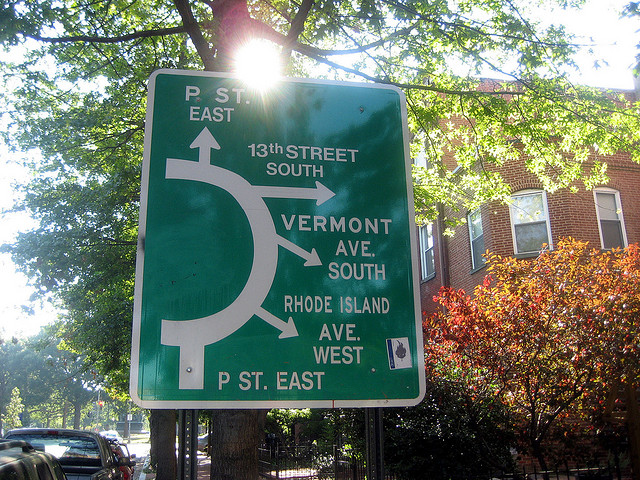 P ST.
EAST
13th STREET
SOUTH
VERMONT
AVE.
SOUTH
RHODE ISLAND
AVE.
WEST
P ST. EAST